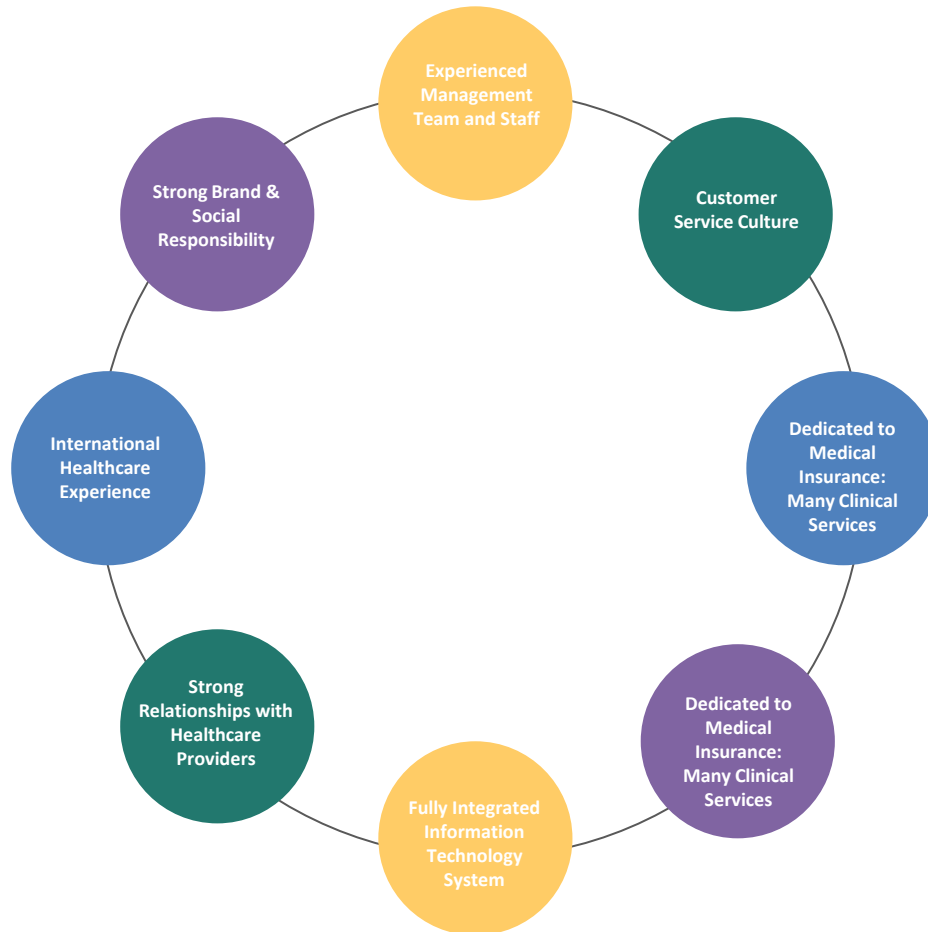 Experienced
Management
Team and Staff
Customer
Service Culture
Dedicated to
Medical
Insurance:
Many Clinical
Services
Dedicated to
Medical
Insurance:
Many Clinical
Services
Fully Integrated
Information
Technology
System
Strong
Relationships with
Healthcare
Providers
International
Healthcare
Experience
Strong Brand &
Social
Responsibility